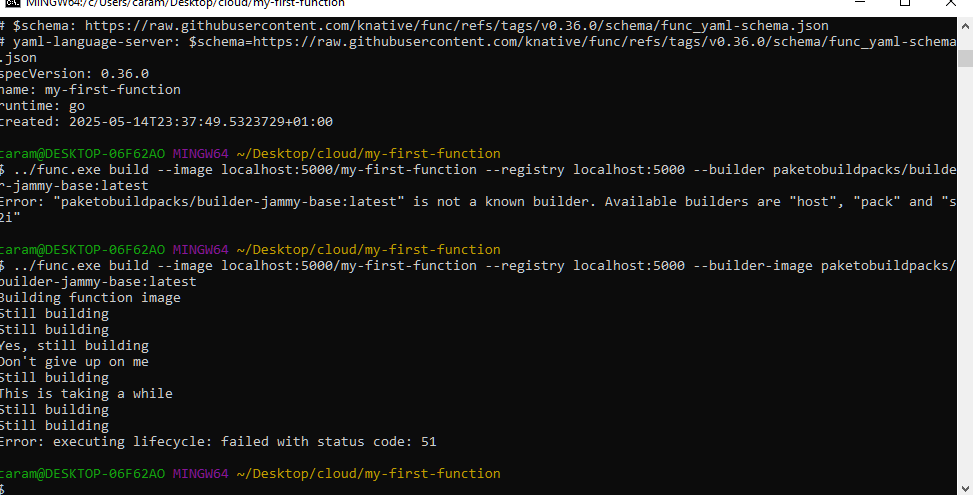 MINGW64:/c/Users/caram/Desktop/cloud/my-first-function
# $schema: https://raw.githubusercontent.com/knative/func/refs/tags/v0.36.0/schema/func_yaml-schema.json
# yaml-language-server: $schema=https://raw.githubusercontent.com/knative/func/refs/tags/v0.36.0/schema/func_yaml-schema
.json
specVersion: 0.36.0
name: my-first-function
runtime: go
created: 2025-05-14T23:37:49.5323729+01:00
caram@DESKTOP-06F62AO MINGW64 ~/Desktop/cloud/my-first-function
$ ../func.exe build --image localhost:5000/my-first-function --registry localhost:5000 --builder paketobuildpacks/builde
r-jammy-base:latest
Error: "paketobuildpacks/builder-jammy-base:latest" is not a known builder. Available builders are "host", "pack" and "s
2i"
caram@DESKTOP-06F62AO MINGW64 ~/Desktop/cloud/my-first-function
$ ../func.exe build --image localhost:5000/my-first-function --registry localhost:5000 --builder-image paketobuildpacks/
builder-jammy-base:latest
Building function image
Still building
Still building
Yes, still building
Don't give up on me
Still building
This is taking a while
Still building
Still building
Error: executing lifecycle: failed with status code: 51
caram@DESKTOP-06F62AO MINGW64 ~/Desktop/cloud/my-first-function
$